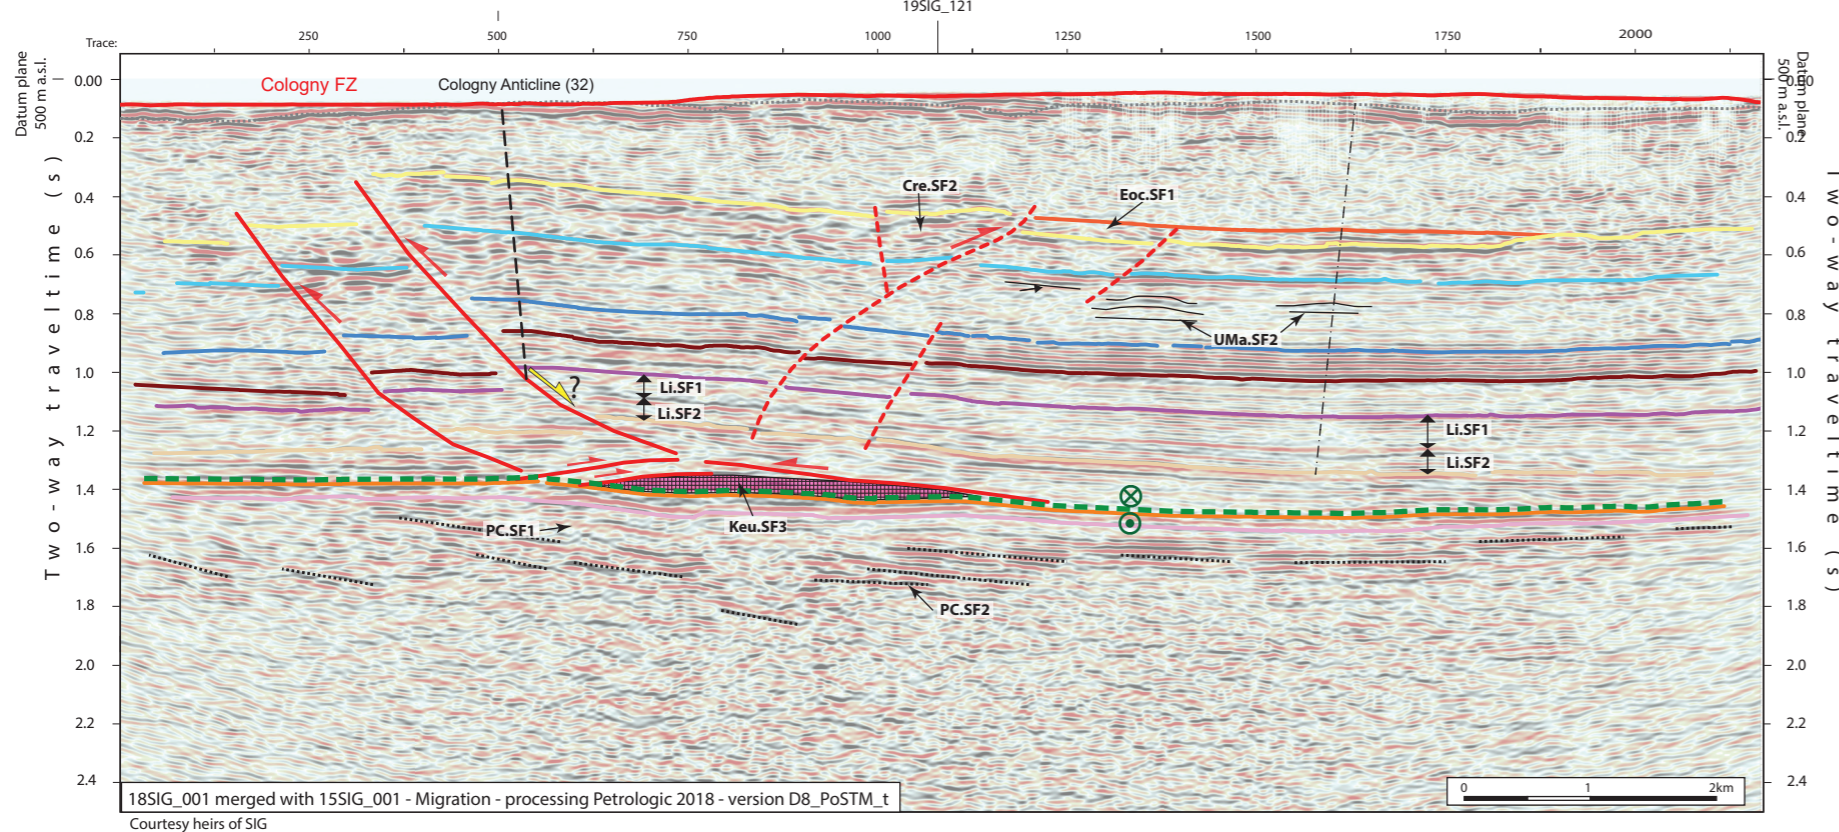 19SIG_121
Trace:
250
500
750
1000
1250
1500
1750
2000
Datum plane
500 m a.s.l.
Datum plane
500 m a.s.l.
Two-way traveltime (s)
Two-way traveltime (s)
0.00
0.2
0.4
0.6
0.8
1.0
1.2
1.4
1.6
1.8
2.0
2.2
2.4
0.00
0.2
0.4
0.6
0.8
1.0
1.2
1.4
1.6
1.8
2.0
2.2
2.4
Cologny FZ
Cologny Anticline (32)
Cre.SF2
Eoc.SF1
UMa.SF2
?
Li.SF1
Li.SF2
Li.SF1
Li.SF2
Keu.SF3
PC.SF1
PC.SF2
0
1
2km
18SIG_001 merged with 15SIG_001 - Migration - processing Petrologic 2018 - version D8_PoSTM_t
Courtesy heirs of SIG